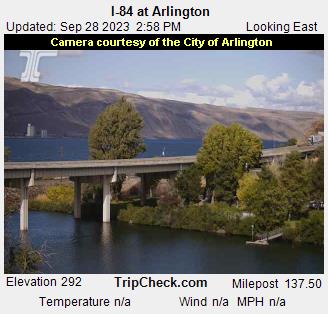 I-84 at Arlington
Updated: Sep 28 2023 2:58 PM Looking East
Camera courtesy of the City of Arlington
Elevation 292 TripCheck.com Milepost 137.50
Temperature n/a Wind n/a MPH n/a